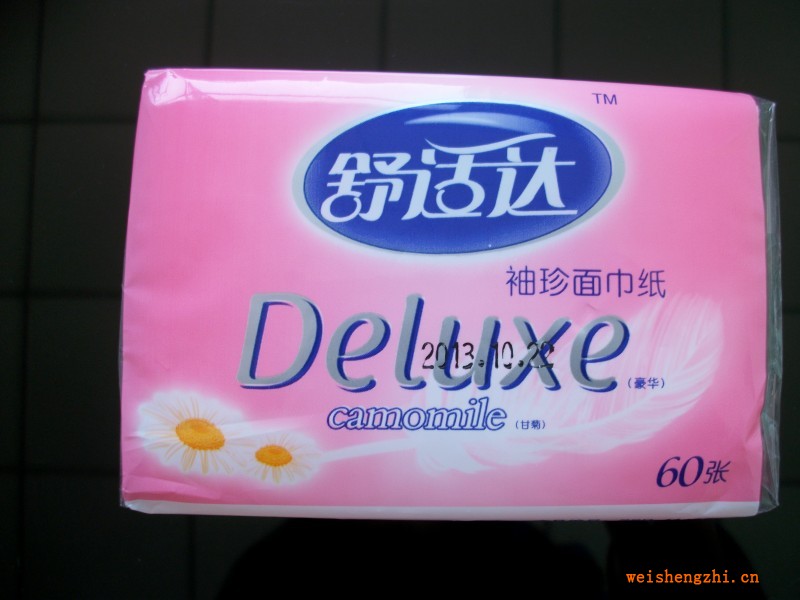 TM
舒适达
袖珍面巾纸
Deluxe
2013.10.22
(豪华)
camomile (甘菊)
60张
weishengzhi.cn